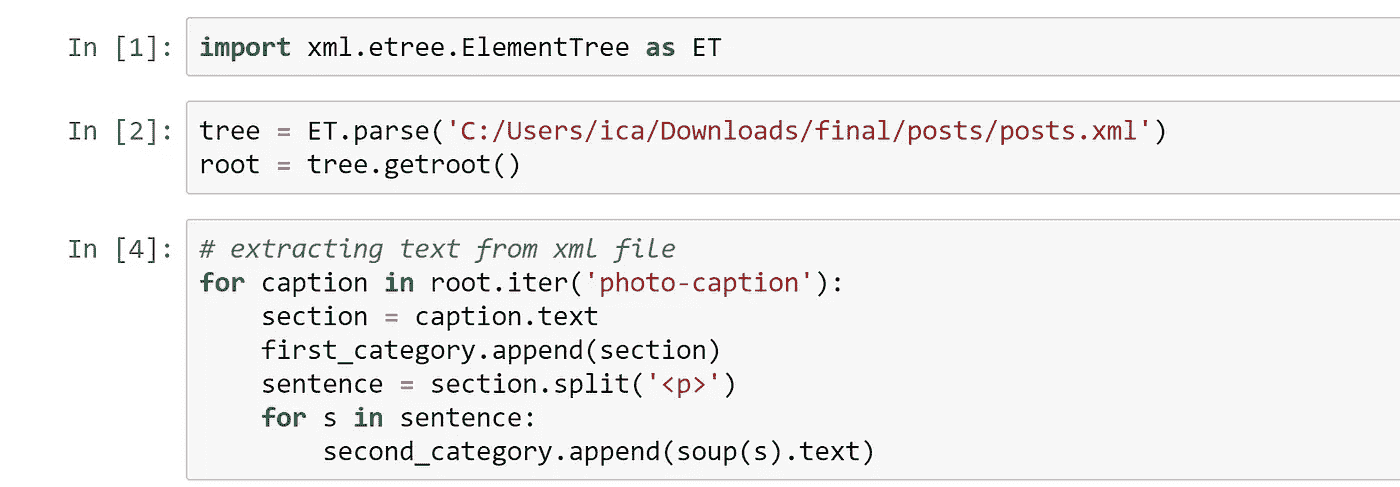 In [1]: import xml.etree.ElementTree as ET
In [2]: tree = ET.parse('C:/Users/ica/Downloads/final/posts/posts.xml')
root = tree.getroot()
In [4]: # extracting text from xml file
for caption in root.iter('photo-caption'):
    section = caption.text
    first_category.append(section)
    sentence = section.split('<p>')
    for s in sentence:
        second_category.append(soup(s).text)